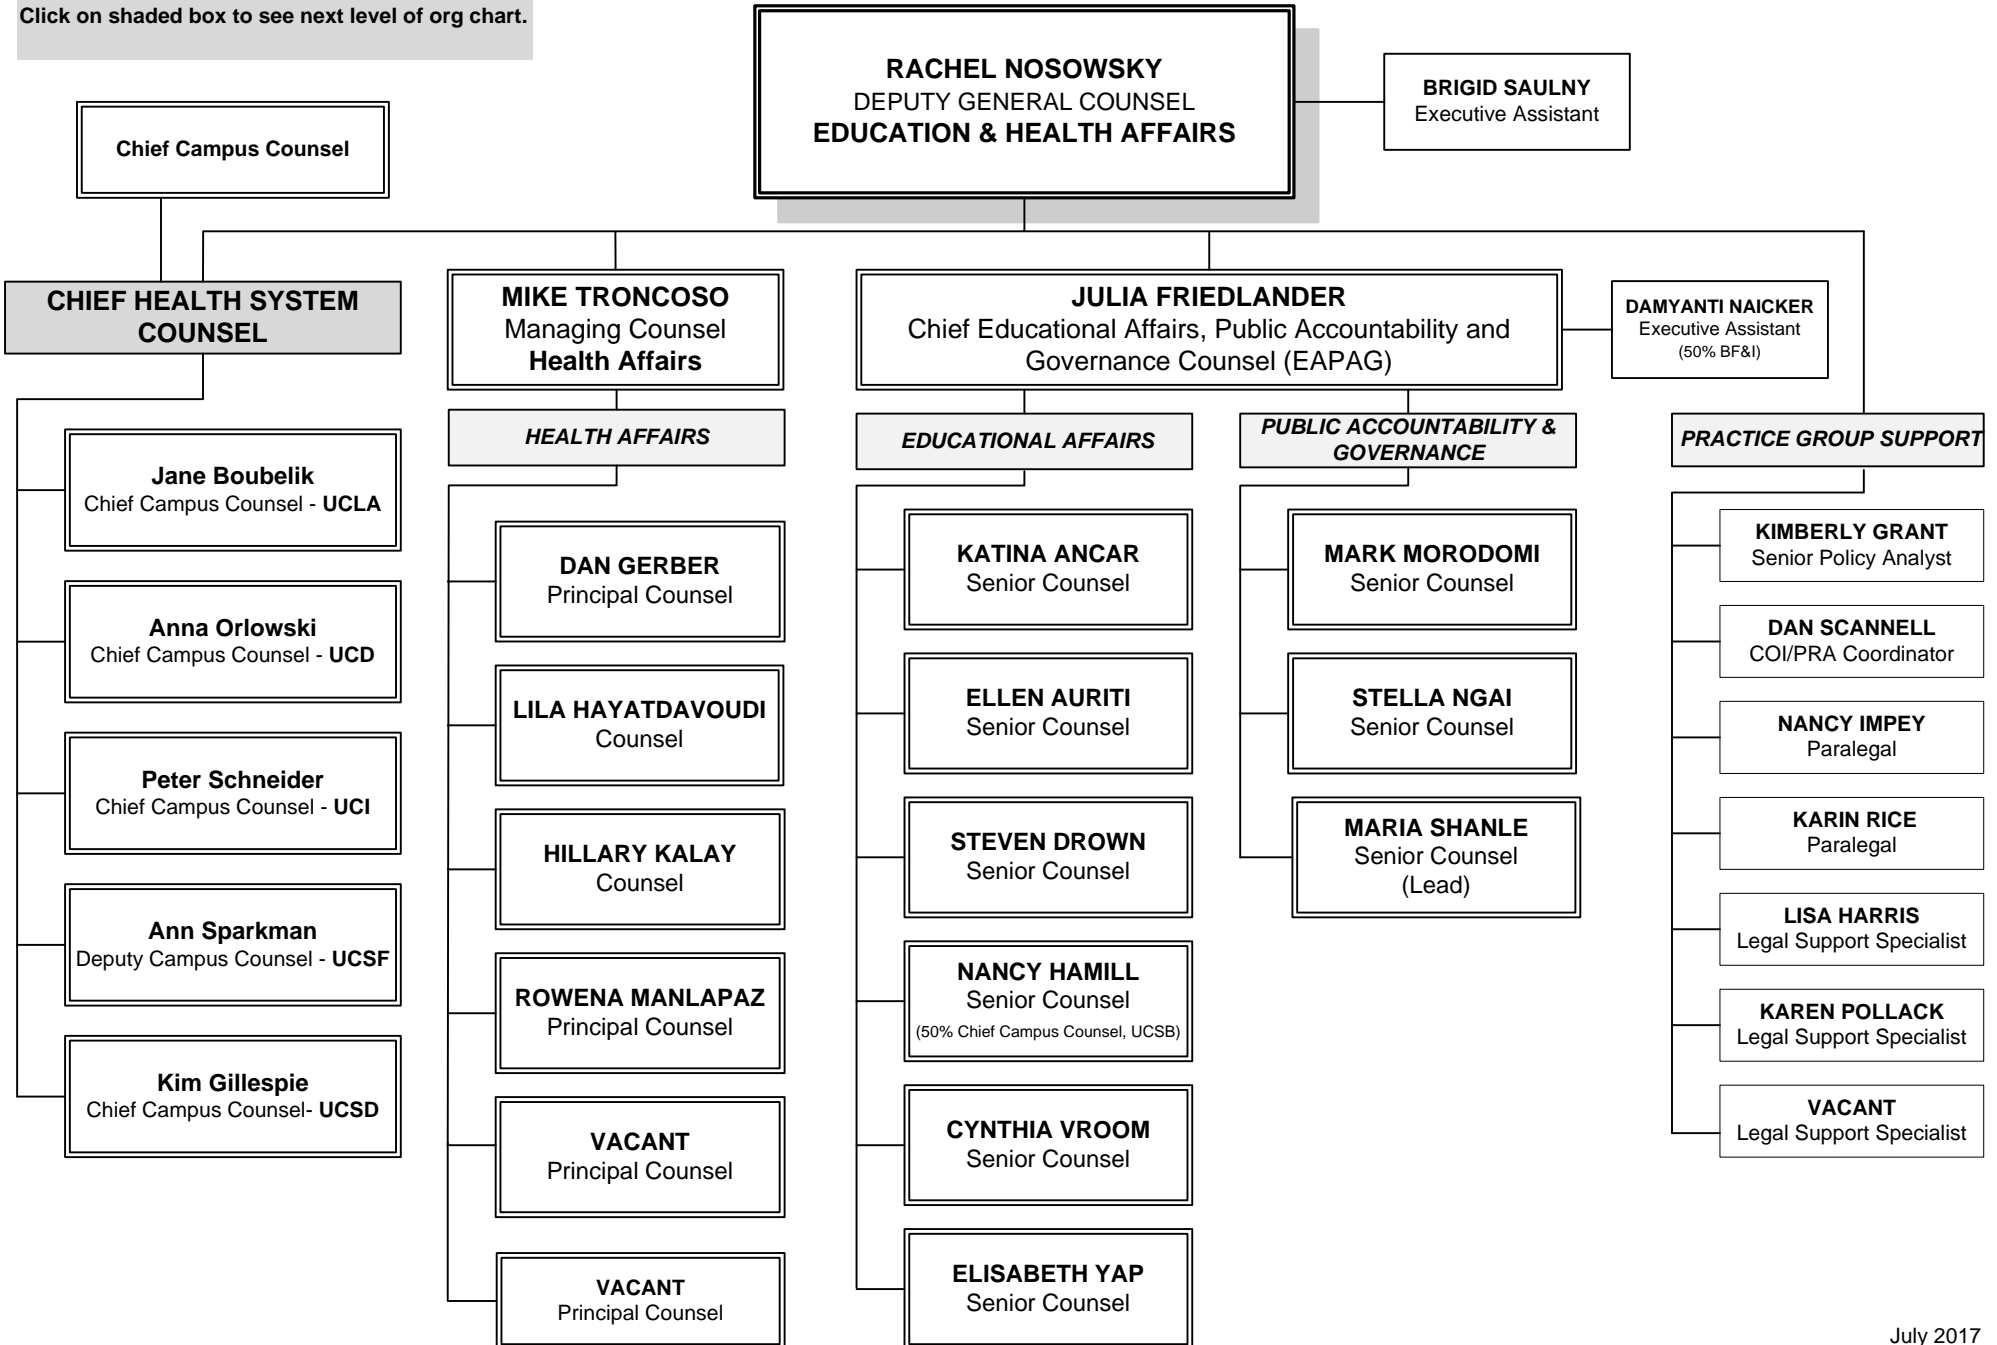 Click on shaded box to see next level of org chart.
RACHEL NOSOWSKY
DEPUTY GENERAL COUNSEL
EDUCATION & HEALTH AFFAIRS
BRIGID SAULNY
Executive Assistant
Chief Campus Counsel
CHIEF HEALTH SYSTEM
COUNSEL
Jane Boubelik
Chief Campus Counsel - UCLA
Anna Orlowski
Chief Campus Counsel - UCD
Peter Schneider
Chief Campus Counsel - UCI
Ann Sparkman
Deputy Campus Counsel - UCSF
Kim Gillespie
Chief Campus Counsel- UCSD
MIKE TRONCOSO
Managing Counsel
Health Affairs
HEALTH AFFAIRS
DAN GERBER
Principal Counsel
LILA HAYATDAVOUDI
Counsel
HILLARY KALAY
Counsel
ROWENA MANLAPAZ
Principal Counsel
VACANT
Principal Counsel
VACANT
Principal Counsel
JULIA FRIEDLANDER
Chief Educational Affairs, Public Accountability and
Governance Counsel (EAPAG)
DAMYANTI NAICKER
Executive Assistant
(50% BF&I)
EDUCATIONAL AFFAIRS
KATINA ANCAR
Senior Counsel
ELLEN AURITI
Senior Counsel
STEVEN DROWN
Senior Counsel
NANCY HAMILL
Senior Counsel
(50% Chief Campus Counsel, UCSB)
CYNTHIA VROOM
Senior Counsel
ELISABETH YAP
Senior Counsel
PUBLIC ACCOUNTABILITY &
GOVERNANCE
MARK MORODOMI
Senior Counsel
STELLA NGAI
Senior Counsel
MARIA SHANLE
Senior Counsel
(Lead)
PRACTICE GROUP SUPPORT
KIMBERLY GRANT
Senior Policy Analyst
DAN SCANNELL
COI/PRA Coordinator
NANCY IMPEY
Paralegal
KARIN RICE
Paralegal
LISA HARRIS
Legal Support Specialist
KAREN POLLACK
Legal Support Specialist
VACANT
Legal Support Specialist
July 2017